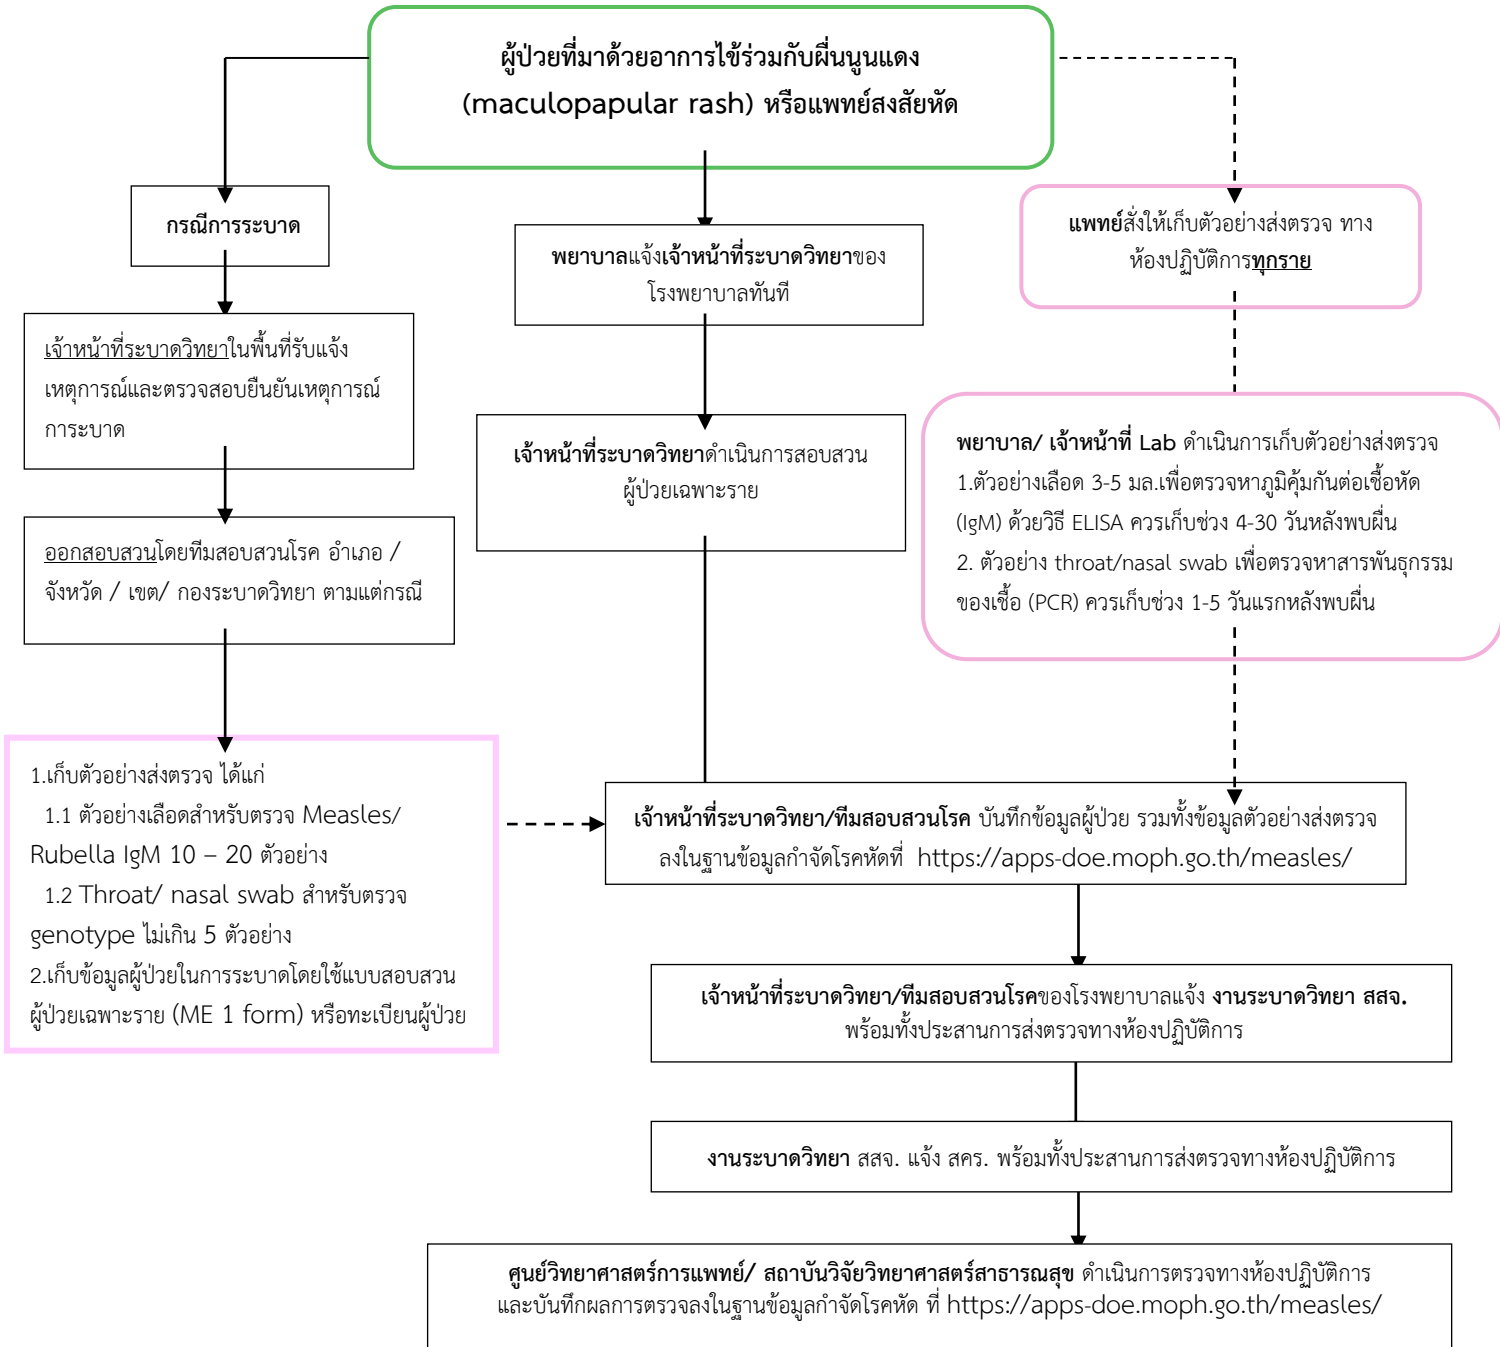 ผู้ป่วยที่มาด้วยอาการไข้ร่วมกับผื่นนูนแดง
(maculopapular rash) หรือแพทย์สงสัยหัด
กรณีการระบาด
เจ้าหน้าที่ระบาดวิทยาในพื้นที่รับแจ้ง
เหตุการณ์และตรวจสอบยืนยันเหตุการณ์
การะบาด
ออกสอบสวนโดยทีมสอบสวนโรค อำเภอ /
จังหวัด / เขต/ กองระบาดวิทยา ตามแต่กรณี
1.เก็บตัวอย่างส่งตรวจ ได้แก่
1.1 ตัวอย่างเลือดสำหรับตรวจ Measles/
Rubella IgM 10 – 20 ตัวอย่าง
1.2 Throat/ nasal swab สำหรับตรวจ
genotype ไม่เกิน 5 ตัวอย่าง
2.เก็บข้อมูลผู้ป่วยในการระบาดโดยใช้แบบสอบสวน
ผู้ป่วยเฉพาะราย (ME 1 form) หรือทะเบียนผู้ป่วย
พยาบาลแจ้งเจ้าหน้าที่ระบาดวิทยาของ
โรงพยาบาลทันที
เจ้าหน้าที่ระบาดวิทยาดำเนินการสอบสวน
ผู้ป่วยเฉพาะราย
แพทย์สั่งให้เก็บตัวอย่างส่งตรวจ ทาง
ห้องปฏิบัติการทุกราย
พยาบาล/ เจ้าหน้าที่ Lab ดำเนินการเก็บตัวอย่างส่งตรวจ
1.ตัวอย่างเลือด 3-5 มล.เพื่อตรวจหาภูมิคุ้มกันต่อเชื้อหัด
(IgM) ด้วยวิธี ELISA ควรเก็บช่วง 4-30 วันหลังพบผื่น
2. ตัวอย่าง throat/nasal swab เพื่อตรวจหาสารพันธุกรรม
ของเชื้อ (PCR) ควรเก็บช่วง 1-5 วันแรกหลังพบผื่น
เจ้าหน้าที่ระบาดวิทยา/ทีมสอบสวนโรค บันทึกข้อมูลผู้ป่วย รวมทั้งข้อมูลตัวอย่างส่งตรวจ
ลงในฐานข้อมูลกำจัดโรคหัดที่ https://apps-doe.moph.go.th/measles/
เจ้าหน้าที่ระบาดวิทยา/ทีมสอบสวนโรคของโรงพยาบาลแจ้ง งานระบาดวิทยา สสจ.
พร้อมทั้งประสานการส่งตรวจทางห้องปฏิบัติการ
งานระบาดวิทยา สสจ. แจ้ง สคร. พร้อมทั้งประสานการส่งตรวจทางห้องปฏิบัติการ
ศูนย์วิทยาศาสตร์การแพทย์/ สถาบันวิจัยวิทยาศาสตร์สาธารณสุข ดำเนินการตรวจทางห้องปฏิบัติการ
และบันทึกผลการตรวจลงในฐานข้อมูลกำจัดโรคหัด ที่ https://apps-doe.moph.go.th/measles/